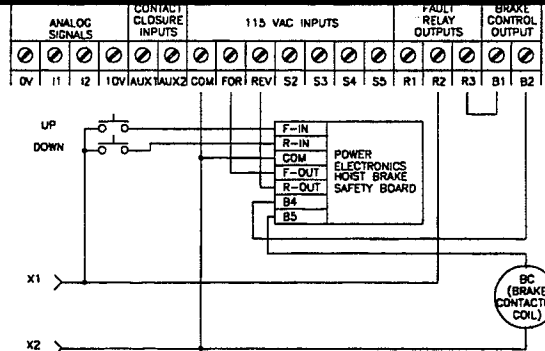 ANALOG SIGNALS
CONTACT CLOSURE INPUTS
115 VAC INPUTS
FAULT RELAY OUTPUTS
BRAKE CONTROL OUTPUT
0V I1 I2 10V AUX1 AUX2 COM FOR REV S2 S3 S4 S5 R1 R2 R3 B1 B2
UP
DOWN
F-IN
R-IN
COM
F-OUT
R-OUT
B4
B5
POWER
ELECTRONICS
HOIST BRAKE
SAFETY BOARD
X1
BC
(BRAKE
CONTACTO
COIL)
X2